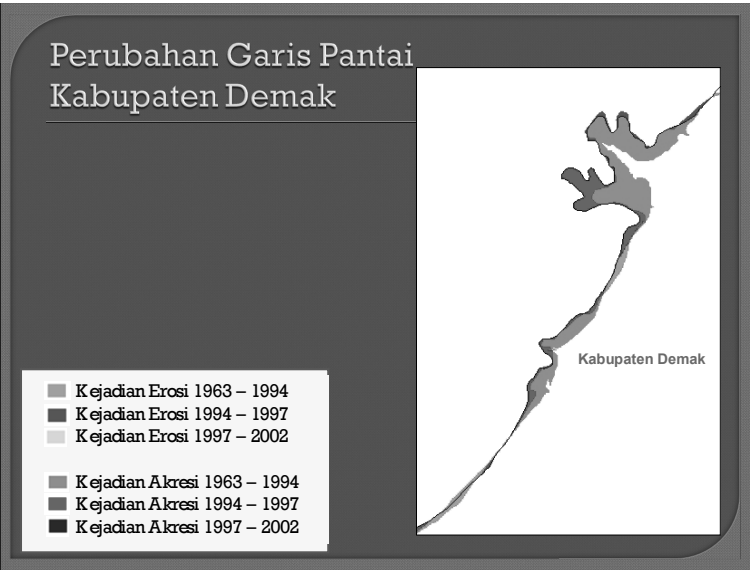 Perubahan Garis Pantai
Kabupaten Demak
Kabupaten Demak
Kejadian Erosi 1963 – 1994
Kejadian Erosi 1994 – 1997
Kejadian Erosi 1997 – 2002
Kejadian Akresi 1963 – 1994
Kejadian Akresi 1994 – 1997
Kejadian Akresi 1997 – 2002